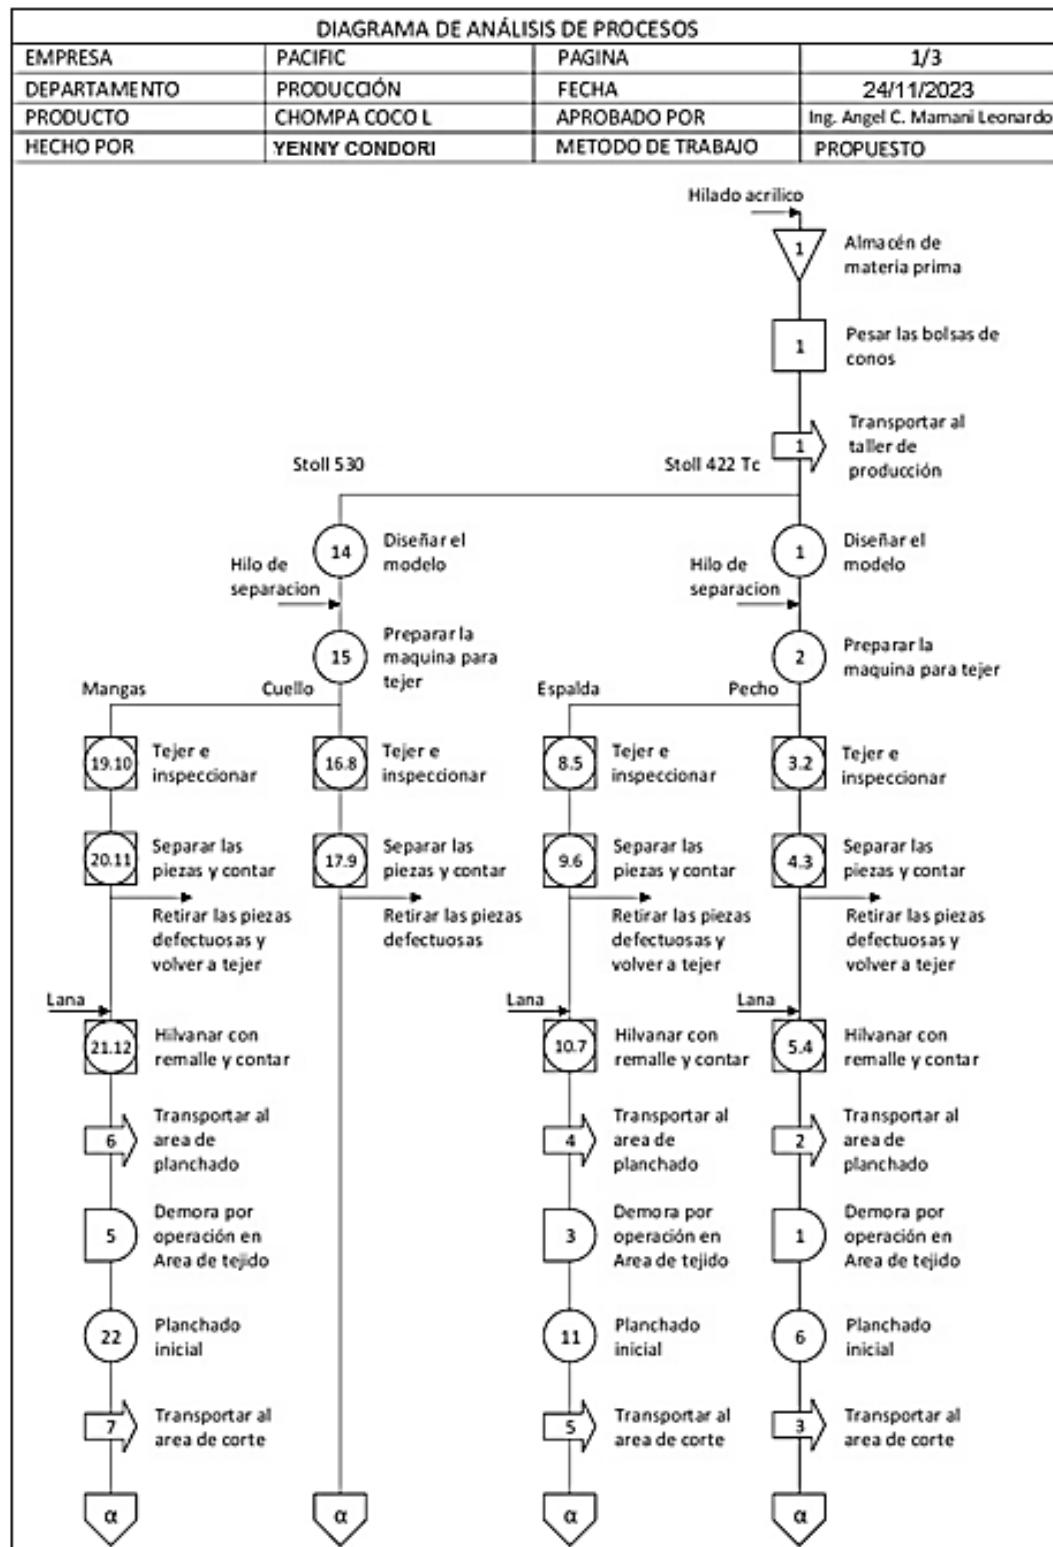 DIAGRAMA DE ANÁLISIS DE PROCESOS
EMPRESA PACIFIC PAGINA 1/3
DEPARTAMENTO PRODUCCIÓN FECHA 24/11/2023
PRODUCTO CHOMPA COCO L APROBADO POR Ing. Angel C. Mamani Leonardo
HECHO POR YENNY CONDORI METODO DE TRABAJO PROPUESTO
Hilado acrilico
1
Almacén de
materia prima
1
Pesar las bolsas de
conos
1
Transportar al
taller de
producción
Stoll 530
Stoll 422 Tc
14
Diseñar el
modelo
1
Diseñar el
modelo
Hilo de
separacion
Hilo de
separacion
15
Preparar la
maquina para
tejer
2
Preparar la
maquina para tejer
Mangas
Cuello
Espalda
Pecho
19.10
Tejer e
inspeccionar
16.8
Tejer e
inspeccionar
8.5
Tejer e
inspeccionar
3.2
Tejer e
inspeccionar
20.11
Separar las
piezas y contar
17.9
Separar las
piezas y contar
9.6
Separar las
piezas y contar
4.3
Separar las
piezas y contar
Retirar las piezas
defectuosas y
volver a tejer
Retirar las piezas
defectuosas
Retirar las piezas
defectuosas y
volver a tejer
Retirar las piezas
defectuosas y
volver a tejer
Lana
Lana
Lana
21.12
Hilvanar con
remalle y contar
10.7
Hilvanar con
remalle y contar
5.4
Hilvanar con
remalle y contar
6
Transportar al
area de
planchado
4
Transportar al
area de
planchado
2
Transportar al
area de
planchado
5
Demora por
operación en
Area de tejido
3
Demora por
operación en
Area de tejido
1
Demora por
operación en
Area de tejido
22
Planchado
inicial
11
Planchado
inicial
6
Planchado
inicial
7
Transportar al
area de corte
5
Transportar al
area de corte
3
Transportar al
area de corte
α
α
α
α